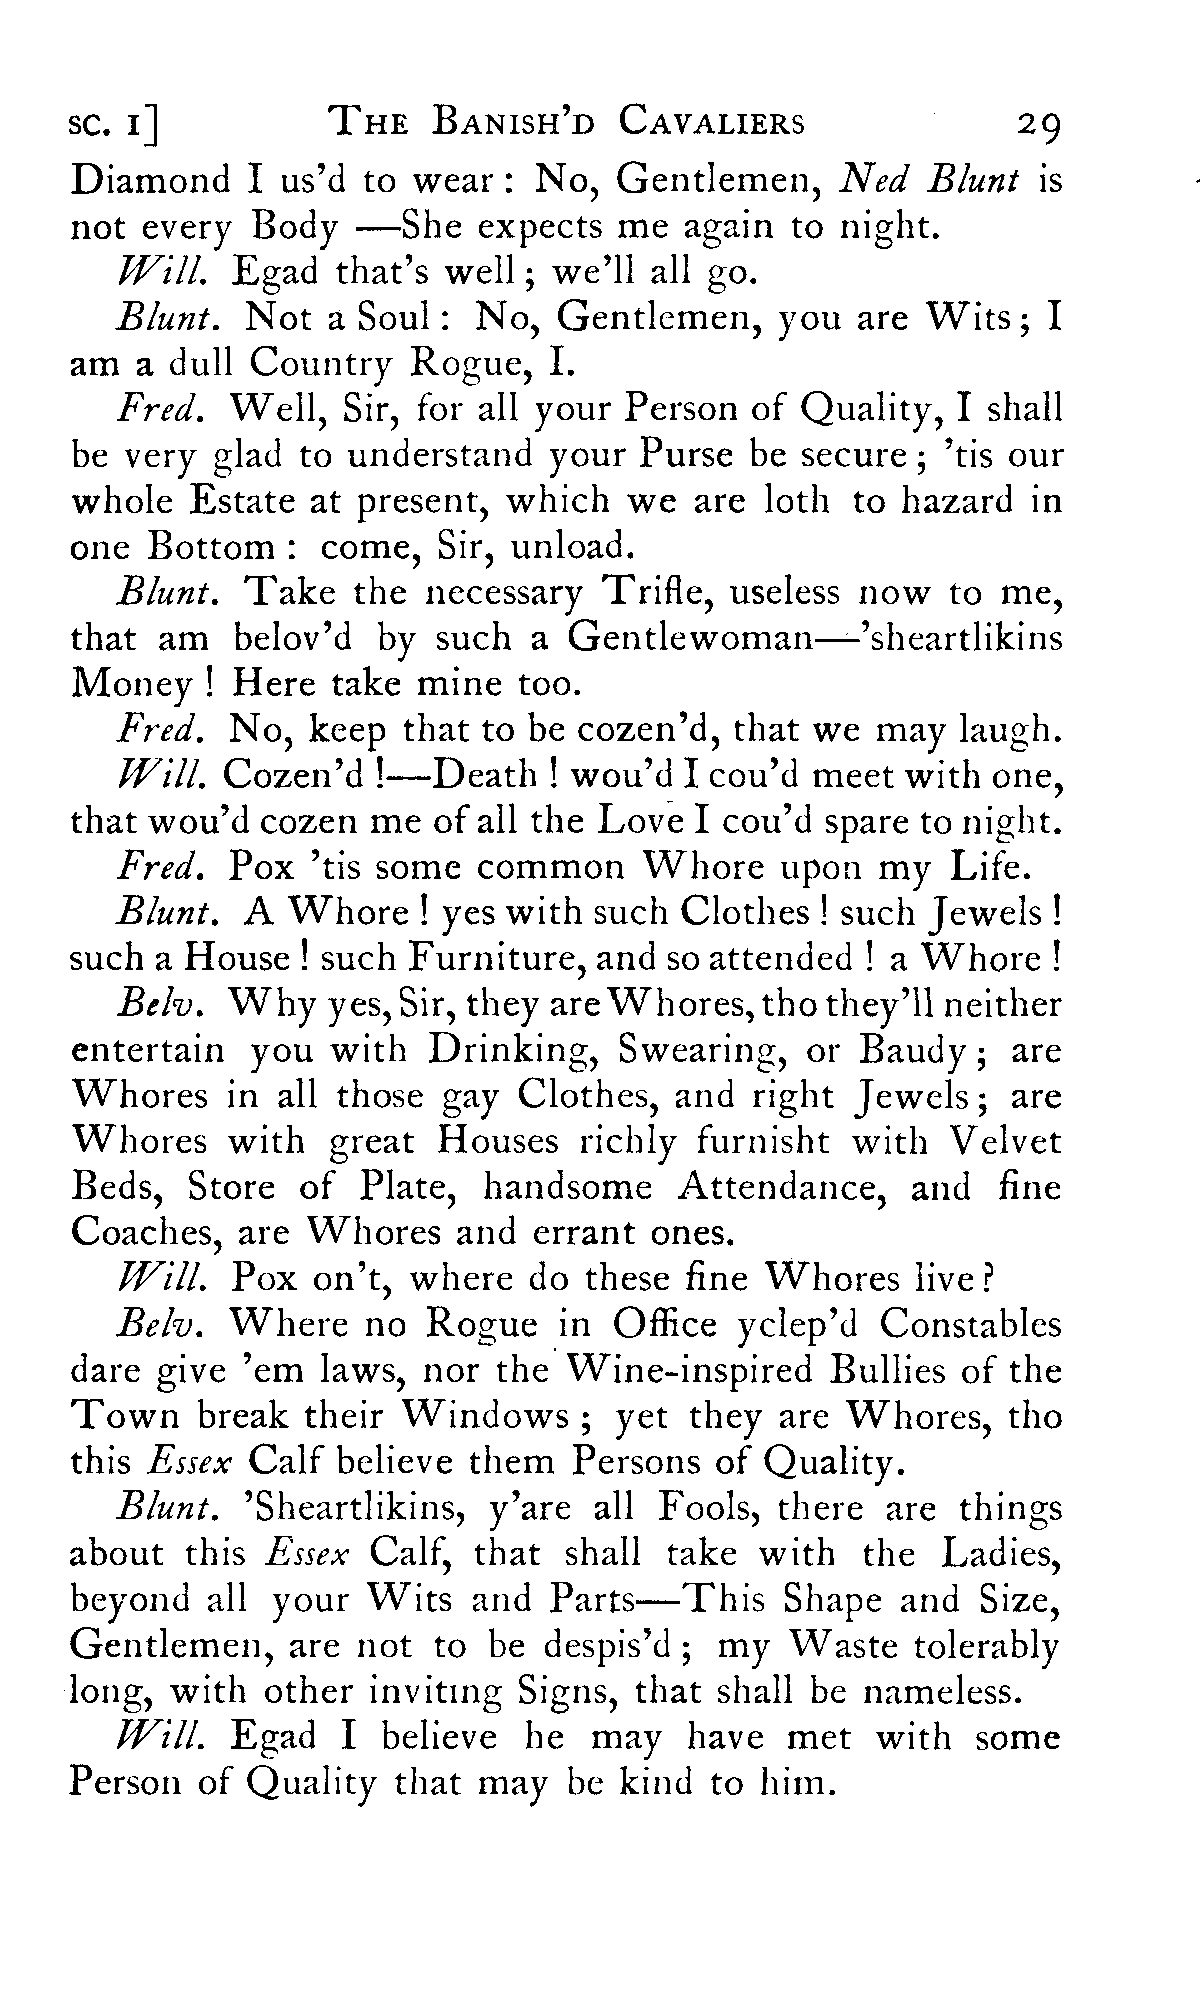 SC. I] THE BANISH'D CAVALIERS 29
Diamond I us'd to wear : No, Gentlemen, Ned Blunt is
not every Body —She expects me again to night.
Will. Egad that's well ; we'll all go.
Blunt. Not a Soul : No, Gentlemen, you are Wits ; I
am a dull Country Rogue, I.
Fred. Well, Sir, for all your Person of Quality, I shall
be very glad to understand your Purse be secure ; 'tis our
whole Estate at present, which we are loth to hazard in
one Bottom : come, Sir, unload.
Blunt. Take the necessary Trifle, useless now to me,
that am belov'd by such a Gentlewoman—'sheartlikins
Money ! Here take mine too.
Fred. No, keep that to be cozen'd, that we may laugh.
Will. Cozen'd !—Death ! wou'd I cou'd meet with one,
that wou'd cozen me of all the Love I cou'd spare to night.
Fred. Pox 'tis some common Whore upon my Life.
Blunt. A Whore ! yes with such Clothes ! such Jewels !
such a House ! such Furniture, and so attended ! a Whore !
Belv. Why yes, Sir, they are Whores, tho they'll neither
entertain you with Drinking, Swearing, or Baudy ; are
Whores in all those gay Clothes, and right Jewels ; are
Whores with great Houses richly furnisht with Velvet
Beds, Store of Plate, handsome Attendance, and fine
Coaches, are Whores and errant ones.
Will. Pox on't, where do these fine Whores live ?
Belv. Where no Rogue in Office yclep'd Constables
dare give 'em laws, nor the Wine-inspired Bullies of the
Town break their Windows ; yet they are Whores, tho
this Essex Calf believe them Persons of Quality.
Blunt. 'Sheartlikins, y'are all Fools, there are things
about this Essex Calf, that shall take with the Ladies,
beyond all your Wits and Parts—This Shape and Size,
Gentlemen, are not to be despis'd ; my Waste tolerably
long, with other inviting Signs, that shall be nameless.
Will. Egad I believe he may have met with some
Person of Quality that may be kind to him.